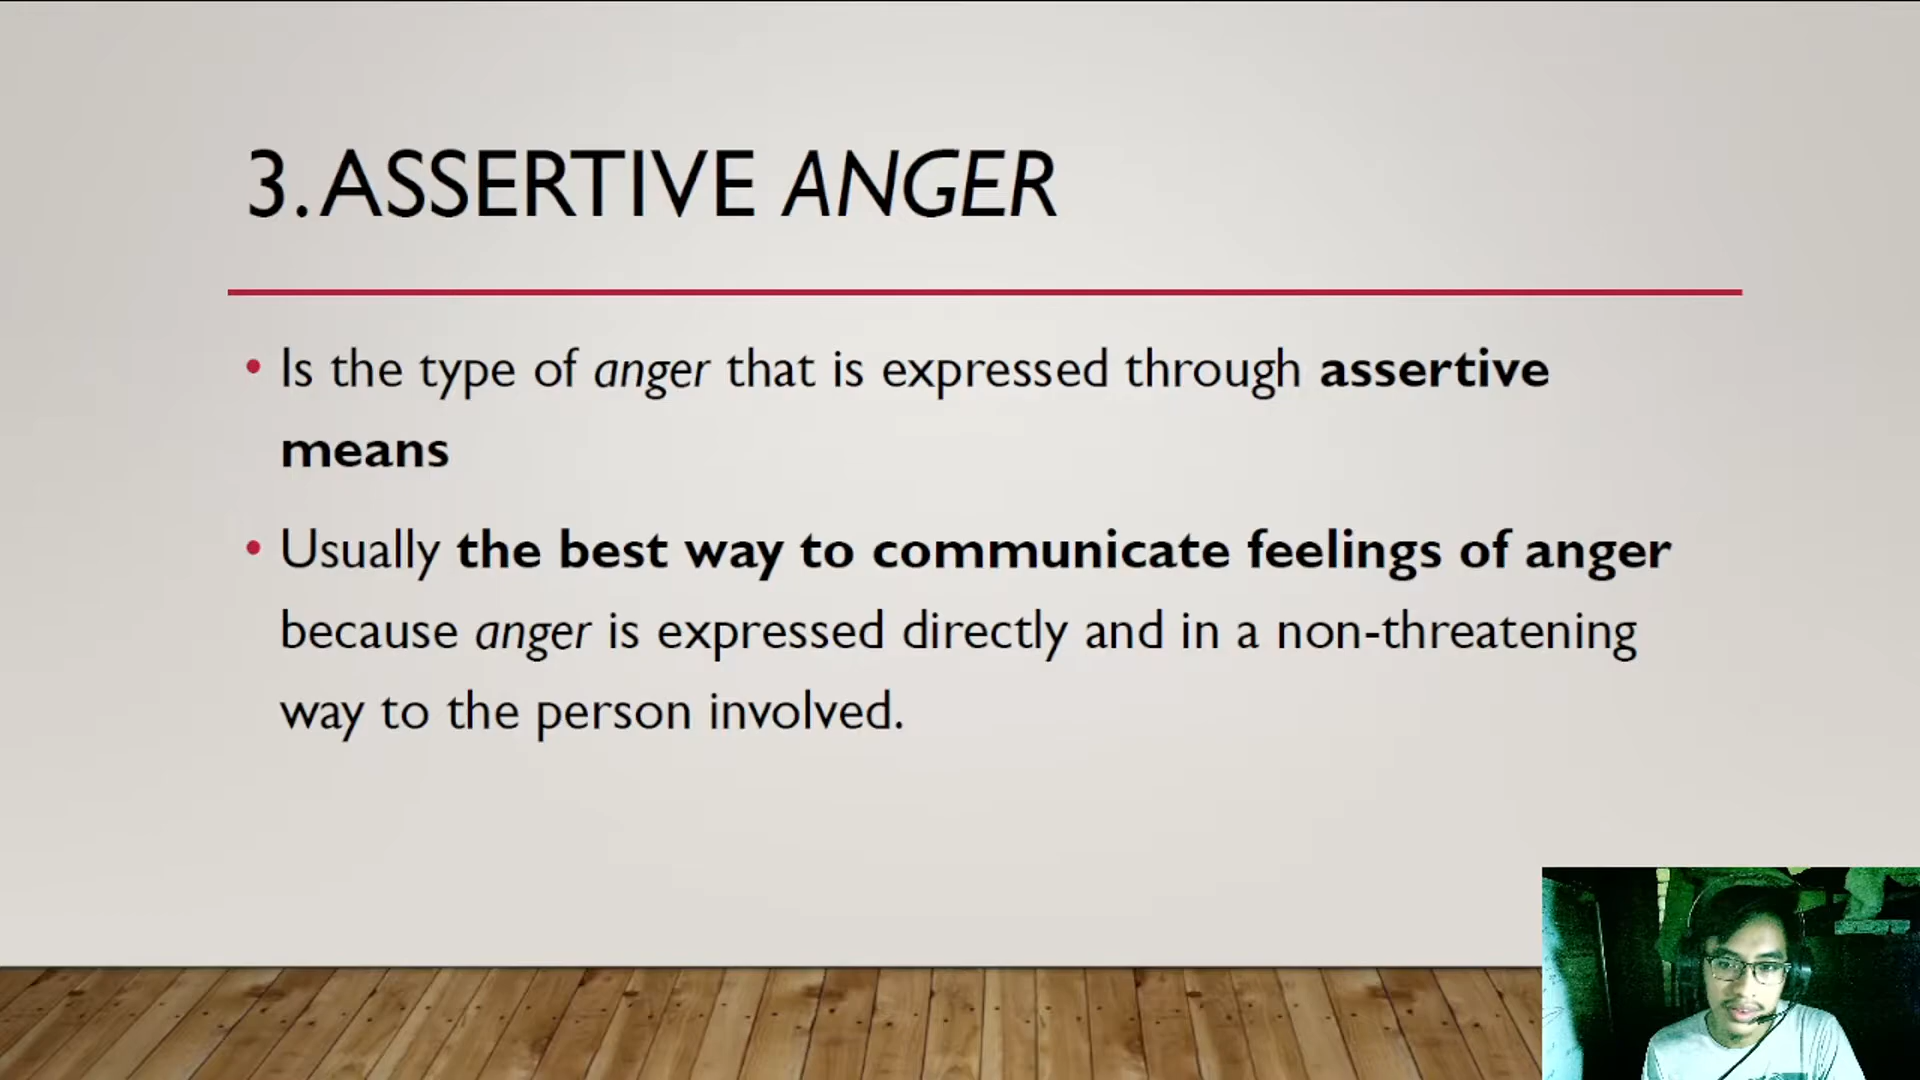 3. ASSERTIVE ANGER
• Is the type of anger that is expressed through assertive
means
• Usually the best way to communicate feelings of anger
because anger is expressed directly and in a non-threatening
way to the person involved.